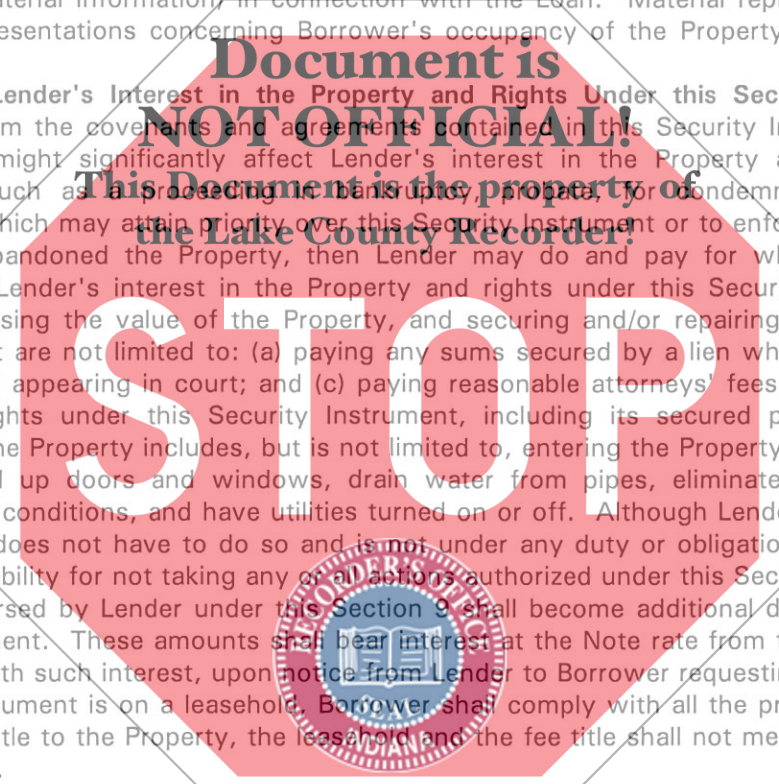 terial information) in connection with the Loan. Material rep
esentations concerning Borrower's occupancy of the Property
Document is
Lender's Interest in the Property and Rights Under this Sec
NOT OFFICIAL!
m the covenants and agreements contained in this Security I
might significantly affect Lender's interest in the Property
This Document is the property of
uch as a proceeding in bankruptcy, probate, for condemn
the Lake County Recorder!
hich may attain priority over this Security Instrument or to enfo
bandoned the Property, then Lender may do and pay for w
Lender's interest in the Property and rights under this Secur
sing the value of the Property, and securing and/or repairing
STOP
t are not limited to: (a) paying any sums secured by a lien wh
appearing in court; and (c) paying reasonable attorneys' fees
ghts under this Security Instrument, including its secured p
he Property includes, but is not limited to, entering the Property
d up doors and windows, drain water from pipes, eliminate
conditions, and have utilities turned on or off. Although Lende
does not have to do so and is not under any duty or obligatio
bility for not taking any or all actions authorized under this Sec
RECORDER'S OFFICE
rsed by Lender under this Section 9 shall become additional d
ent. These amounts shall bear interest at the Note rate from
th such interest, upon notice from Lender to Borrower requesti
SEAL
ument is on a leasehold, Borrower shall comply with all the pr
INDIANA
tle to the Property, the leasehold and the fee title shall not me